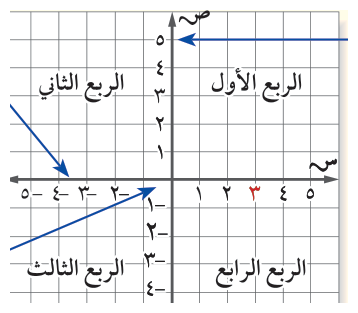 ص
٥
الربع الثاني الربع الأول
٤
٣
٢
١
س
٥– ٤– ٣– ٢– ١ ٢ ٣ ٤ ٥
١–
٢–
الربع الثالث الربع الرابع
٣–
٤–